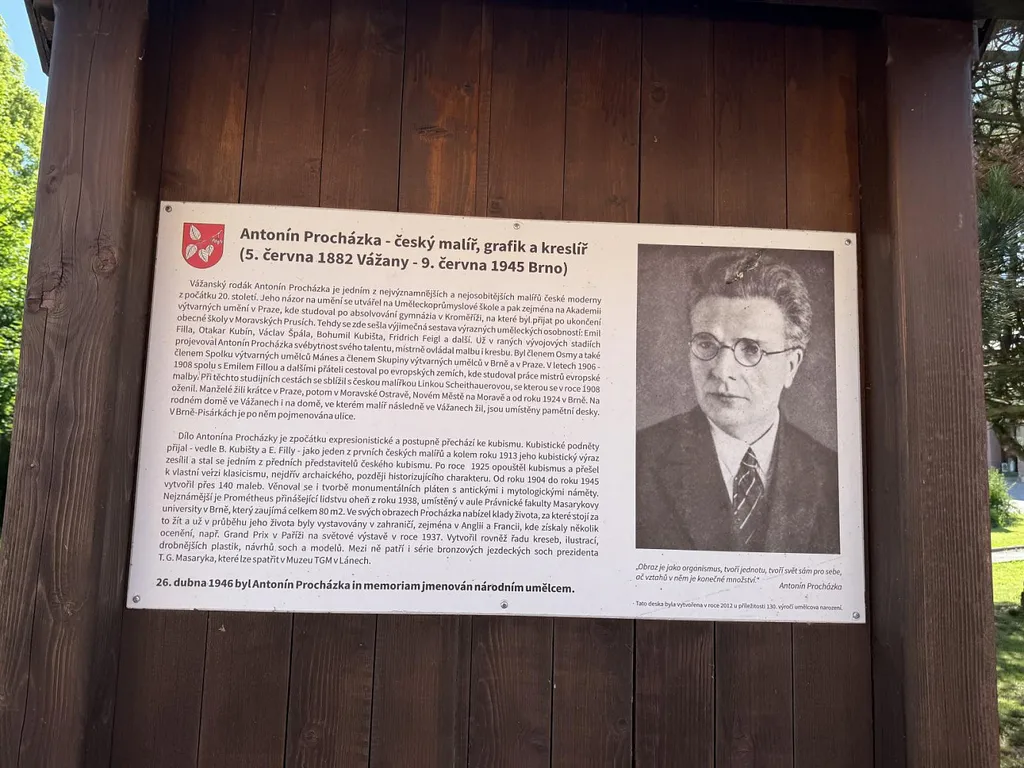 Antonín Procházka - český malíř, grafik a kreslíř
(5. června 1882 Vážany - 9. června 1945 Brno)
Vážanský rodák Antonín Procházka je jedním z nejvýznamnějších a nejosobitějších malířů české moderny
z počátku 20. století. Jeho názor na umění se utvářel na Uměleckoprůmyslové škole a pak zejména na Akademii
výtvarných umění v Praze, kde studoval po absolvování gymnázia v Kroměříži, na které byl přijat po ukončení
obecné školy v Moravských Prusích. Tehdy se zde sešla výjimečná sestava výrazných uměleckých osobností: Emil
Filla, Otakar Kubín, Václav Špála, Bohumil Kubišta, Fridrich Feigl a další. Už v raných vývojových stadiích
projevoval Antonín Procházka svébytnost svého talentu, mistrně ovládal malbu i kresbu. Byl členem Osmy a také
členem Spolku výtvarných umělců Mánes a členem Skupiny výtvarných umělců v Brně a v Praze. V letech 1906 -
1908 spolu s Emilem Fillou a dalšími přáteli cestoval po evropských zemích, kde studoval práce mistrů evropské
malby. Při těchto studijních cestách se sblížil s českou malířkou Linkou Scheithauerovou, se kterou se v roce 1908
oženil. Manželé žili krátce v Praze, potom v Moravské Ostravě, Novém Městě na Moravě a od roku 1924 v Brně. Na
rodném domě ve Vážanech i na domě, ve kterém malíř následně ve Vážanech žil, jsou umístěny pamětní desky.
V Brně-Pisárkách je po něm pojmenována ulice.
Dílo Antonína Procházky je zpočátku expresionistické a postupně přechází ke kubismu. Kubistické podněty
přijal - vedle B. Kubišty a E. Filly - jako jeden z prvních českých malířů a kolem roku 1913 jeho kubistický výraz
zesílil a stal se jedním z předních představitelů českého kubismu. Po roce 1925 opouštěl kubismus a přešel
k vlastní verzi klasicismu, nejdřív archaického, později historizujícího charakteru. Od roku 1904 do roku 1945
vytvořil přes 140 maleb. Věnoval se i tvorbě monumentálních pláten s antickými i mytologickými náměty.
Nejznámější je Prométheus přinášející lidstvu oheň z roku 1938, umístěný v aule Právnické fakulty Masarykovy
university v Brně, který zaujímá celkem 80 m2. Ve svých obrazech Procházka nabízel klady života, za které stojí za
to žít a už v průběhu jeho života byly vystavovány v zahraničí, zejména v Anglii a Francii, kde získaly několik
ocenění, např. Grand Prix v Paříži na světové výstavě v roce 1937. Vytvořil rovněž řadu kreseb, ilustrací,
drobnějších plastik, návrhů soch a modelů. Mezi ně patří i série bronzových jezdeckých soch prezidenta
T. G. Masaryka, které lze spatřit v Muzeu TGM v Lánech.
26. dubna 1946 byl Antonín Procházka in memoriam jmenován národním umělcem.
„Obraz je jako organismus, tvoří jednotu, tvoří svět sám pro sebe,
ač vztahů v něm je konečné množství.“
Antonín Procházka
Tato deska byla vytvořena v roce 2012 u příležitosti 130. výročí umělcova narození.